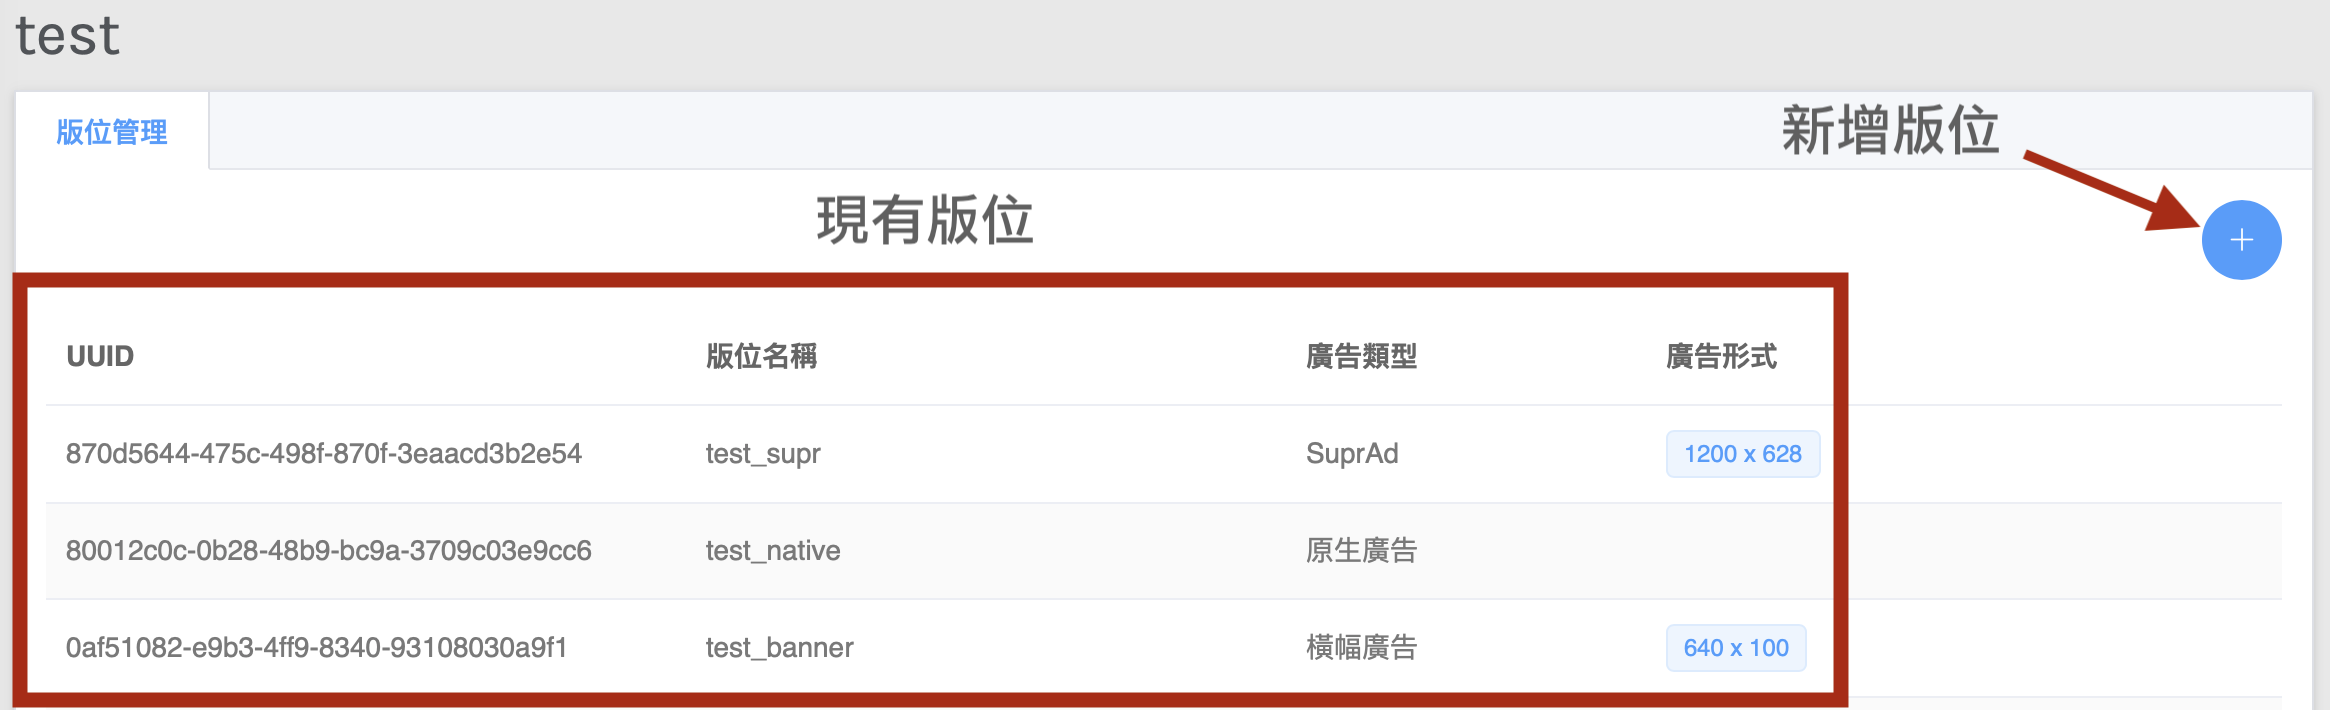 test
版位管理
新增版位
現有版位
+
UUID 版位名稱 廣告類型 廣告形式
870d5644-475c-498f-870f-3eaacd3b2e54 test_supr SuprAd 1200 x 628
80012c0c-0b28-48b9-bc9a-3709c03e9cc6 test_native 原生廣告
0af51082-e9b3-4ff9-8340-93108030a9f1 test_banner 橫幅廣告 640 x 100